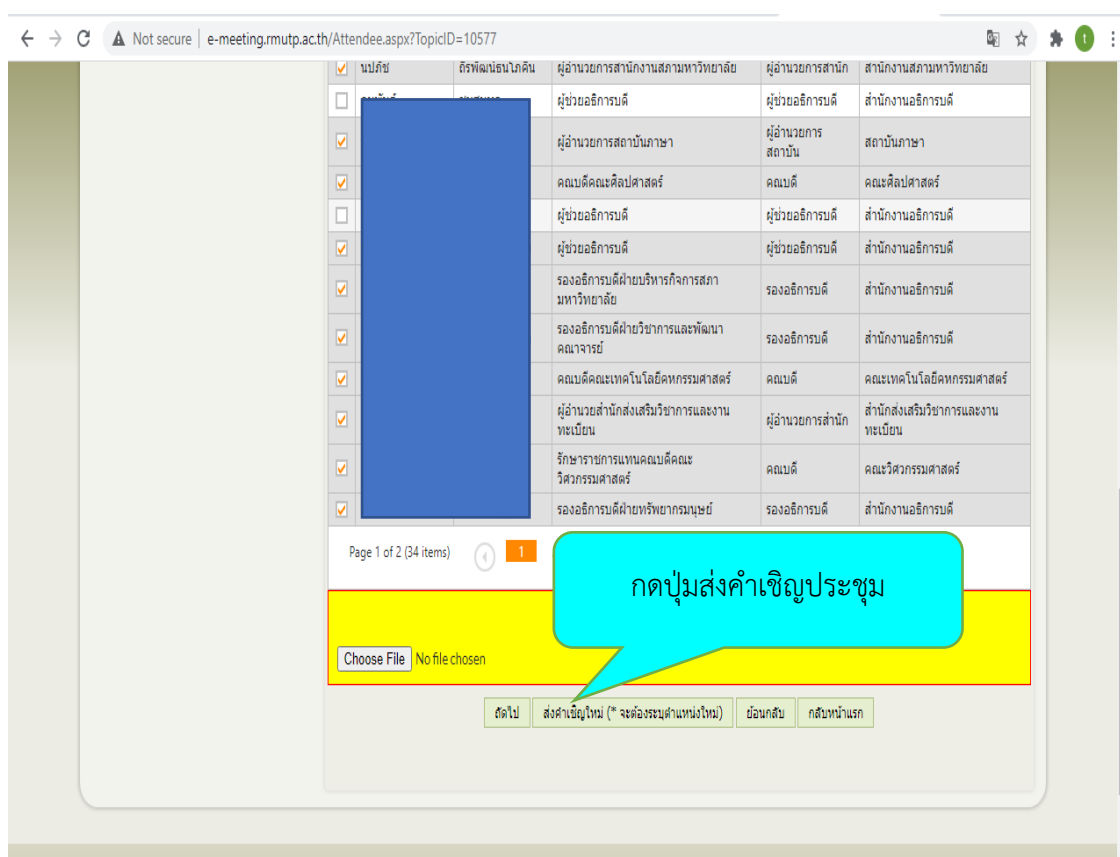 Not secure | e-meeting.rmutp.ac.th/Attendee.aspx?TopicID=10577
t
นปภัช ถิรพัฒน์ธนโภคิน ผู้อำนวยการสำนักงานสภามหาวิทยาลัย ผู้อำนวยการสำนัก สำนักงานสภามหาวิทยาลัย
ผู้ช่วยอธิการบดี ผู้ช่วยอธิการบดี สำนักงานอธิการบดี
ผู้อำนวยการสถาบันภาษา ผู้อำนวยการ สถาบันภาษา
สถาบัน
คณบดีคณะศิลปศาสตร์ คณบดี คณะศิลปศาสตร์
ผู้ช่วยอธิการบดี ผู้ช่วยอธิการบดี สำนักงานอธิการบดี
ผู้ช่วยอธิการบดี ผู้ช่วยอธิการบดี สำนักงานอธิการบดี
รองอธิการบดีฝ่ายบริหารกิจการสภา รองอธิการบดี สำนักงานอธิการบดี
มหาวิทยาลัย
รองอธิการบดีฝ่ายวิชาการและพัฒนา รองอธิการบดี สำนักงานอธิการบดี
คณาจารย์
คณบดีคณะเทคโนโลยีคหกรรมศาสตร์ คณบดี คณะเทคโนโลยีคหกรรมศาสตร์
ผู้อำนวยสำนักส่งเสริมวิชาการและงาน ผู้อำนวยการสำนัก สำนักส่งเสริมวิชาการและงาน
ทะเบียน ทะเบียน
รักษาราชการแทนคณบดีคณะ คณบดี คณะวิศวกรรมศาสตร์
วิศวกรรมศาสตร์
รองอธิการบดีฝ่ายทรัพยากรมนุษย์ รองอธิการบดี สำนักงานอธิการบดี
Page 1 of 2 (34 items) 1
กดปุ่มส่งคำเชิญประชุม
Choose File No file chosen
ถัดไป ส่งคำเชิญใหม่ (* จะต้องระบุตำแหน่งใหม่) ย้อนกลับ กลับหน้าแรก